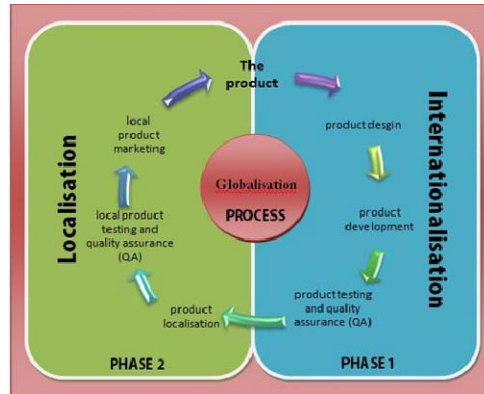 The
product
product desgin
product
development
product testing
and quality
assurance (QA)
Internationalisation
PHASE 1
Globalisation
PROCESS
product
localisation
local product
testing and
quality assurance
(QA)
local
product
marketing
Localisation
PHASE 2